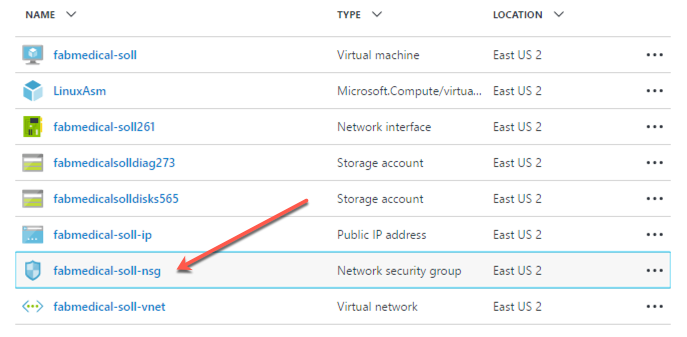 NAME TYPE LOCATION
fabmedical-soll Virtual machine East US 2
LinuxAsm Microsoft.Compute/virtua... East US 2
fabmedical-soll261 Network interface East US 2
fabmedicalsolldiag273 Storage account East US 2
fabmedicalsolldisks565 Storage account East US 2
fabmedical-soll-ip Public IP address East US 2
fabmedical-soll-nsg Network security group East US 2
fabmedical-soll-vnet Virtual network East US 2